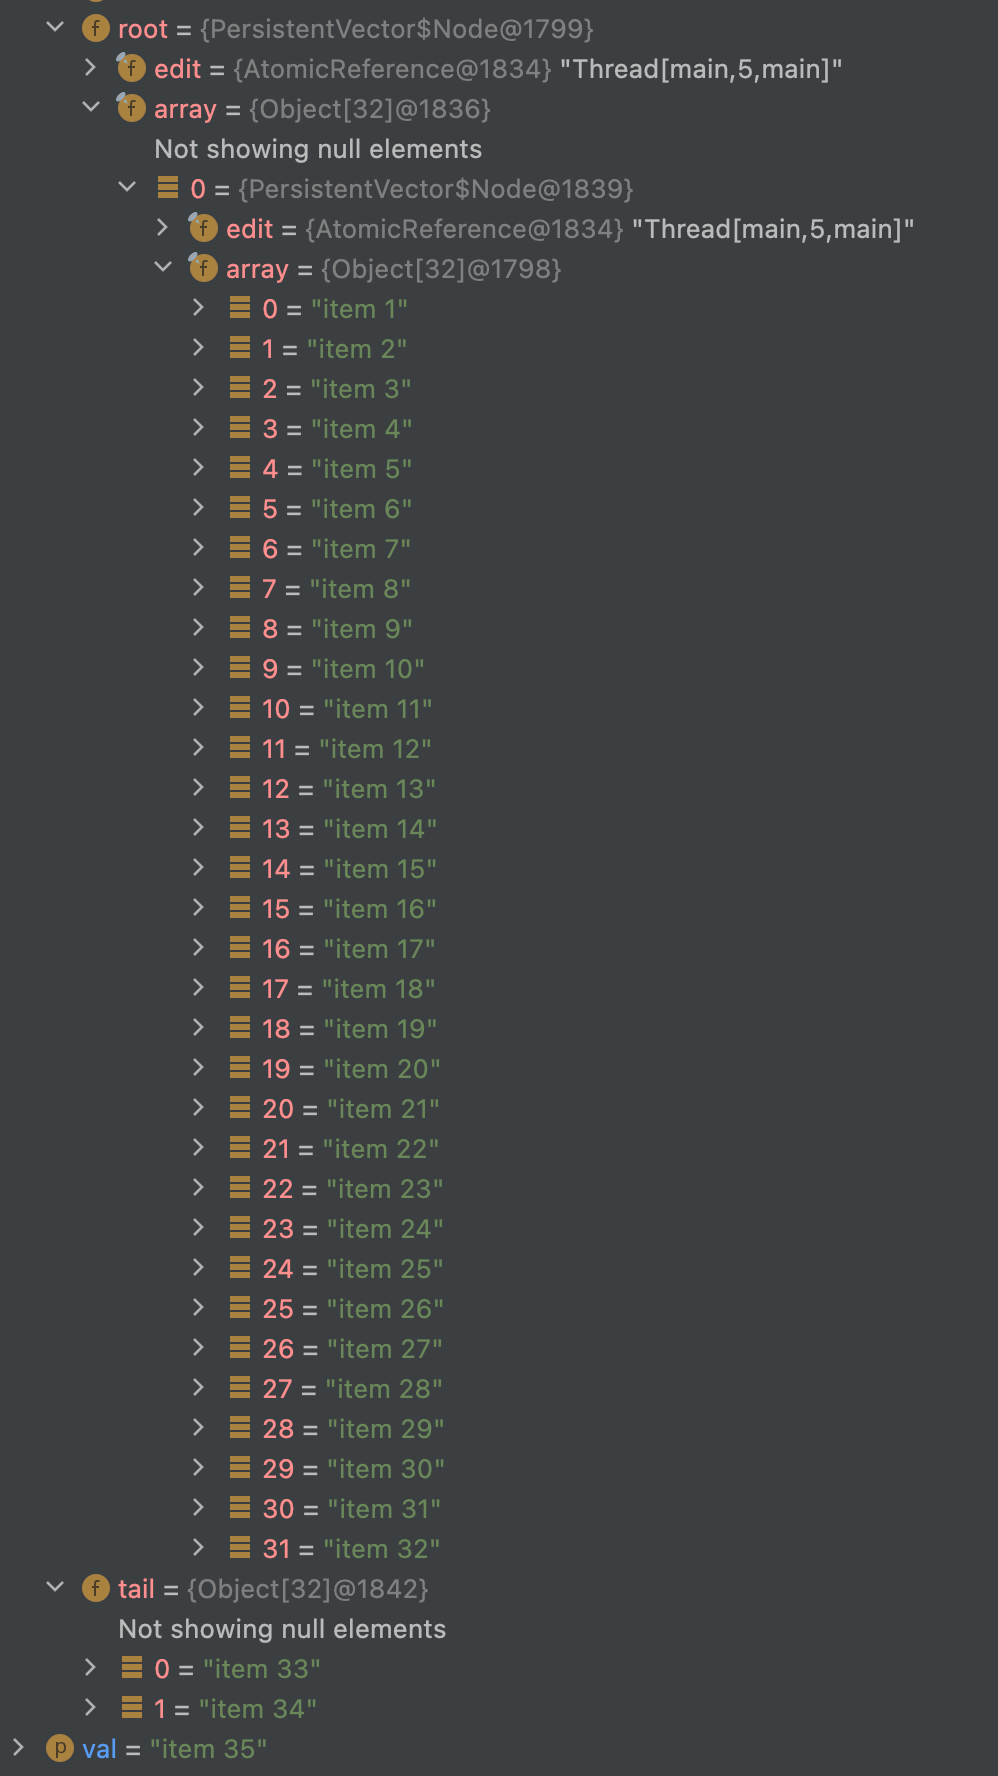 f root = {PersistentVector$Node@1799}
f edit = {AtomicReference@1834} "Thread[main,5,main]"
f array = {Object[32]@1836}
Not showing null elements
0 = {PersistentVector$Node@1839}
f edit = {AtomicReference@1834} "Thread[main,5,main]"
f array = {Object[32]@1798}
0 = "item 1"
1 = "item 2"
2 = "item 3"
3 = "item 4"
4 = "item 5"
5 = "item 6"
6 = "item 7"
7 = "item 8"
8 = "item 9"
9 = "item 10"
10 = "item 11"
11 = "item 12"
12 = "item 13"
13 = "item 14"
14 = "item 15"
15 = "item 16"
16 = "item 17"
17 = "item 18"
18 = "item 19"
19 = "item 20"
20 = "item 21"
21 = "item 22"
22 = "item 23"
23 = "item 24"
24 = "item 25"
25 = "item 26"
26 = "item 27"
27 = "item 28"
28 = "item 29"
29 = "item 30"
30 = "item 31"
31 = "item 32"
f tail = {Object[32]@1842}
Not showing null elements
0 = "item 33"
1 = "item 34"
p val = "item 35"